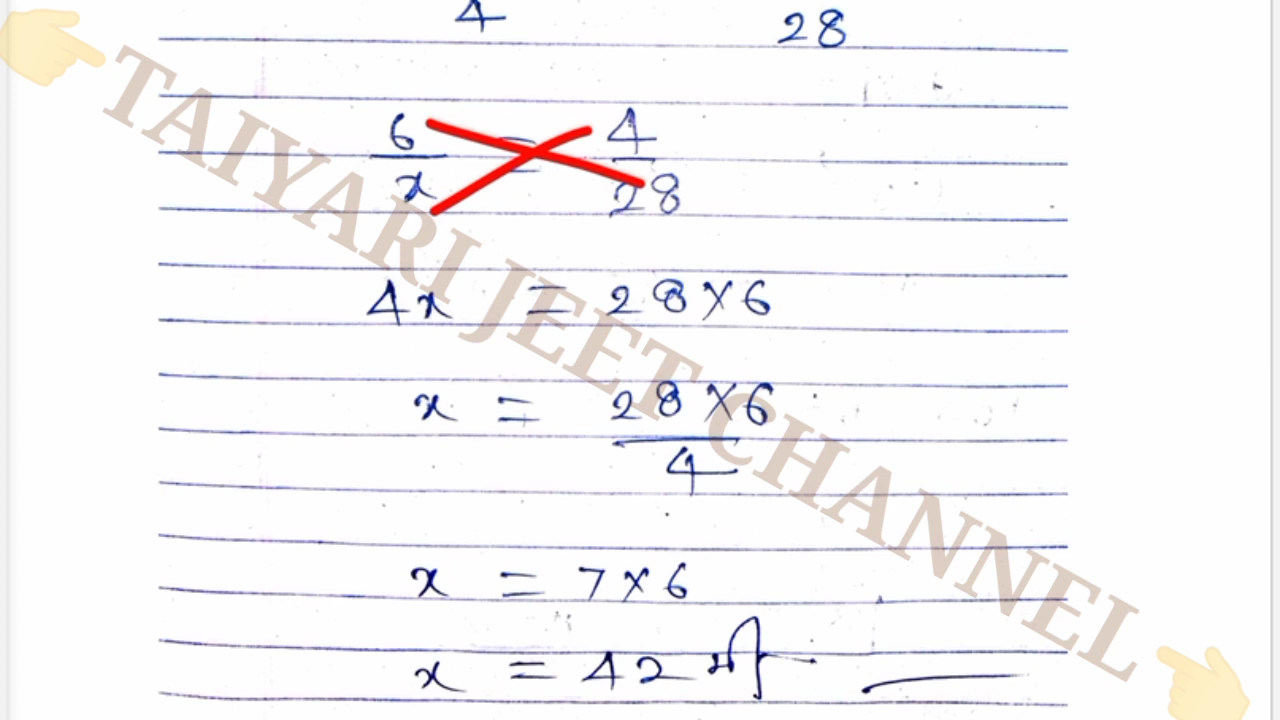 4 28
6/x = 4/28
4x = 28×6
x = 28×6/4
x = 7×6
x = 42 मी
TAIYARI JEET CHANNEL